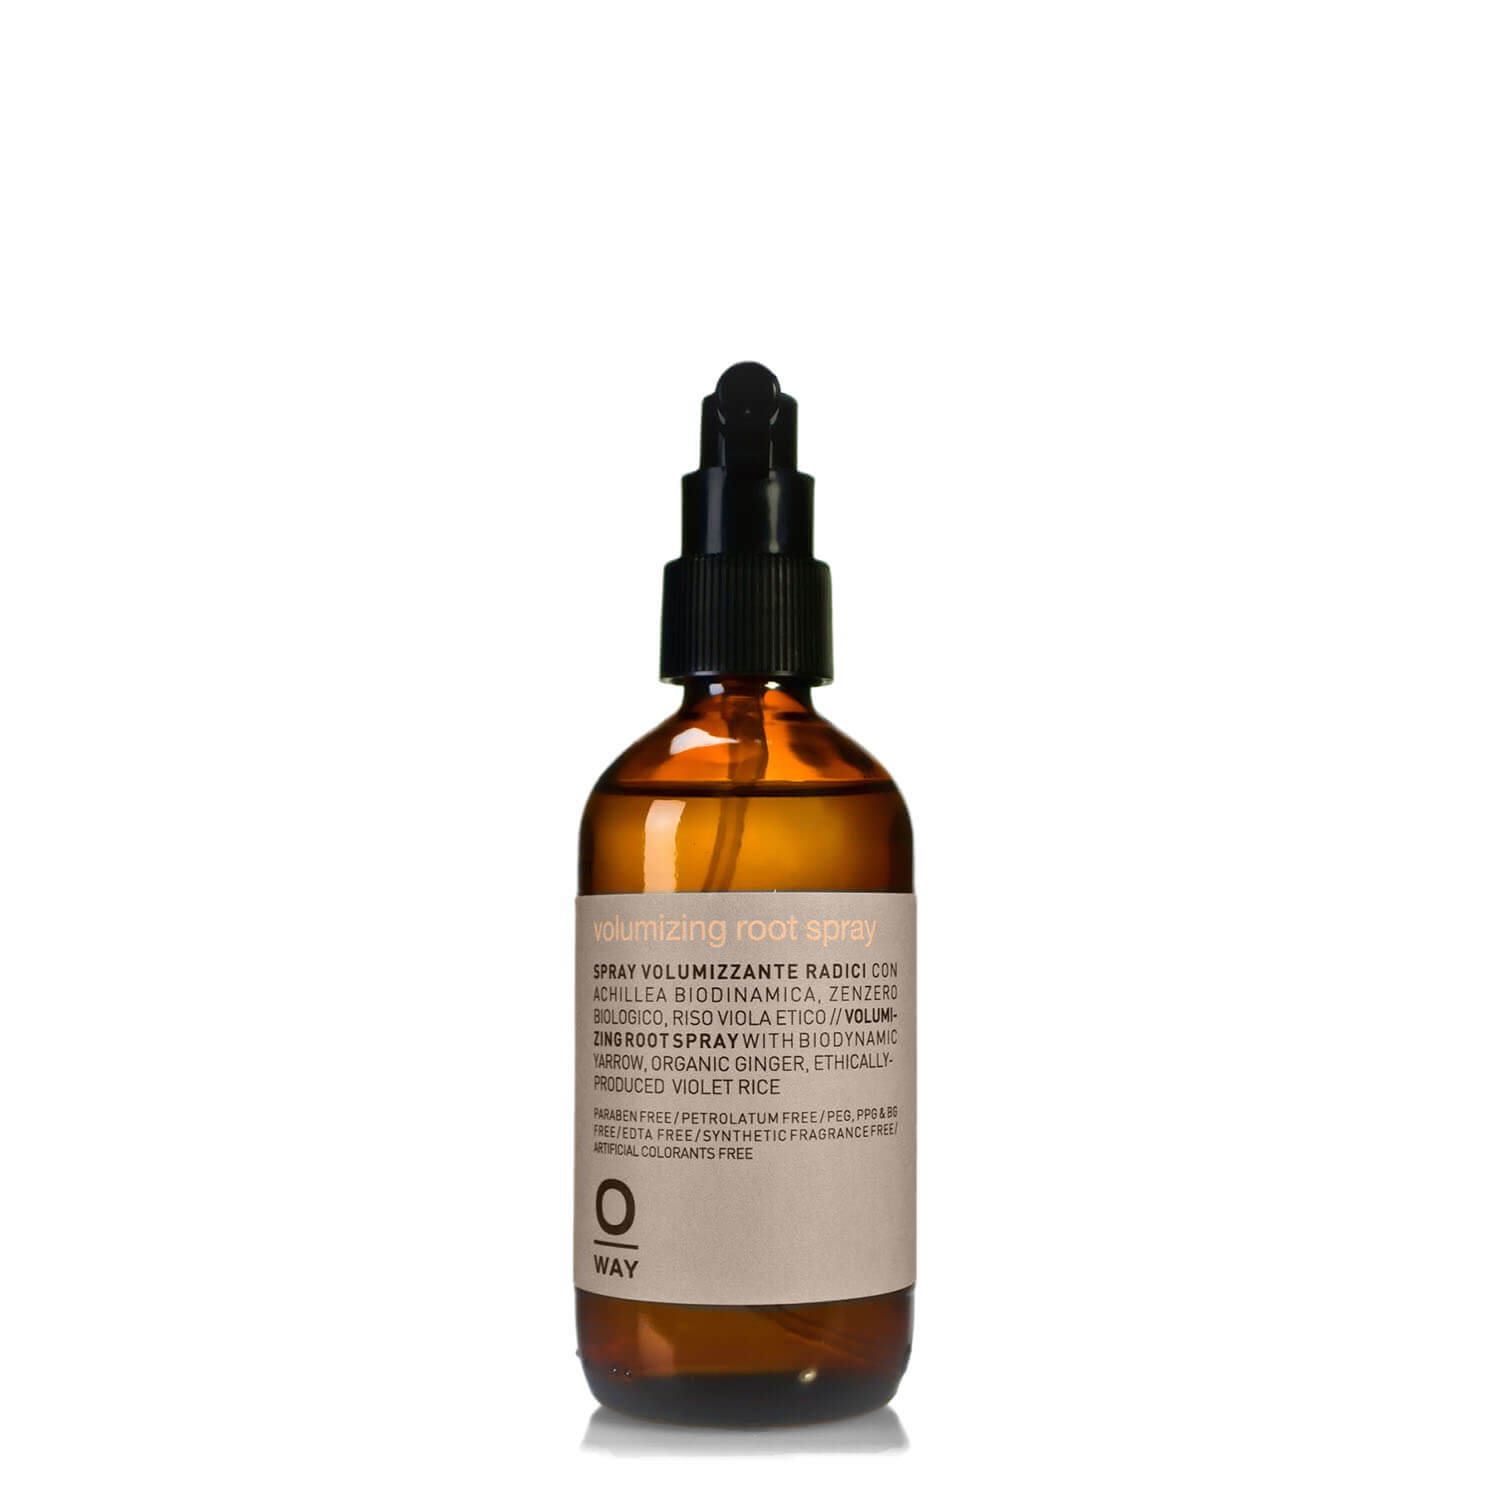 volumizing root spray
SPRAY VOLUMIZZANTE RADICI CON
ACHILLEA BIODINAMICA, ZENZERO
BIOLOGICO, RISO VIOLA ETICO // VOLUMI-
ZING ROOT SPRAY WITH BIODYNAMIC
YARROW, ORGANIC GINGER, ETHICALLY-
PRODUCED VIOLET RICE
PARABEN FREE/PETROLATUM FREE/PEG, PPG & BG
FREE/EDTA FREE/SYNTHETIC FRAGRANCE FREE/
ARTIFICIAL COLORANTS FREE
O
WAY